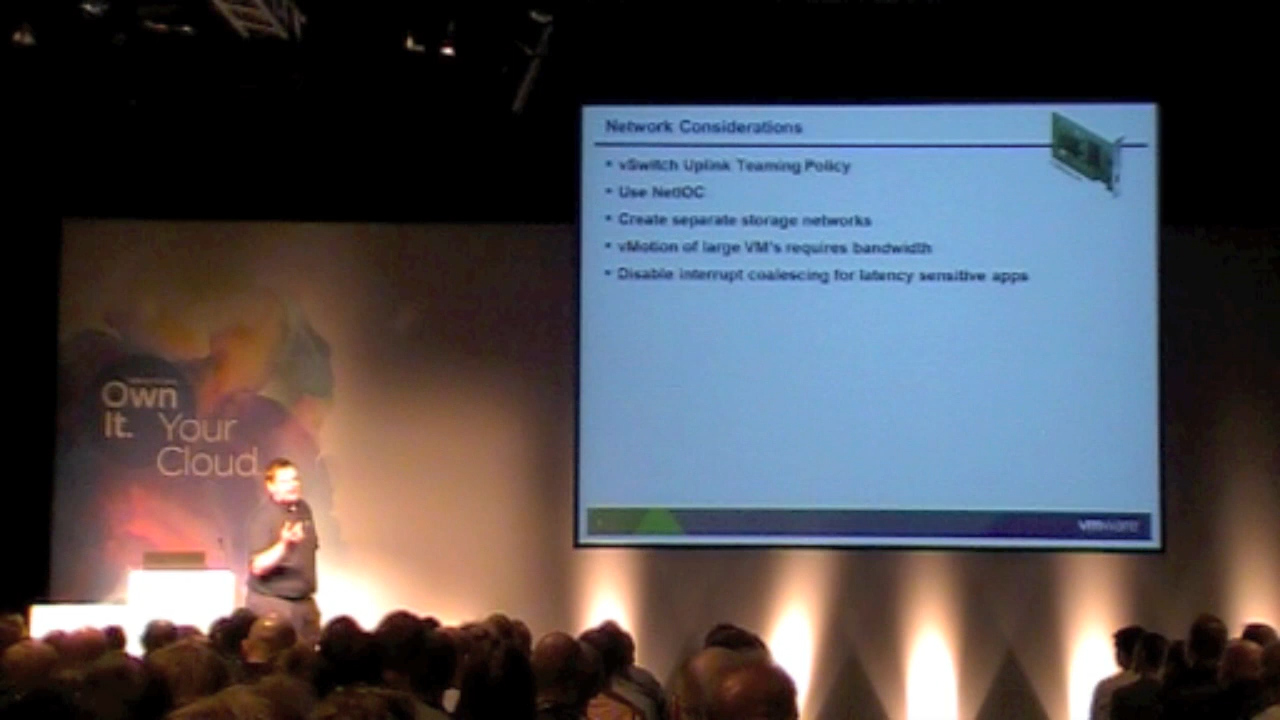 Network Considerations
▪ vSwitch Uplink Teaming Policy
▪ Use NetIOC
▪ Create separate storage networks
▪ vMotion of large VM's requires bandwidth
▪ Disable interrupt coalescing for latency sensitive apps
vmware
Own
It. Your
Cloud.